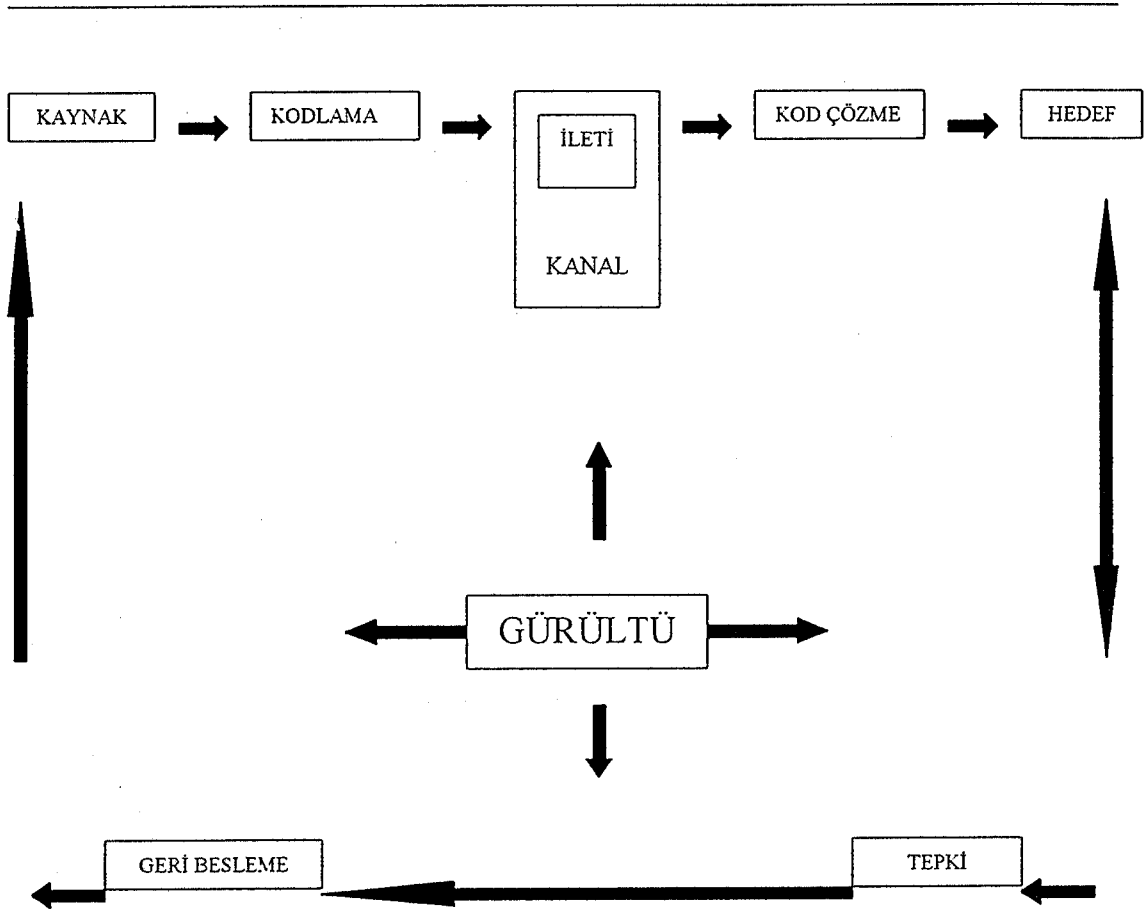 KAYNAK
KODLAMA
İLETİ
KANAL
KOD ÇÖZME
HEDEF
GÜRÜLTÜ
GERİ BESLEME
TEPKİ